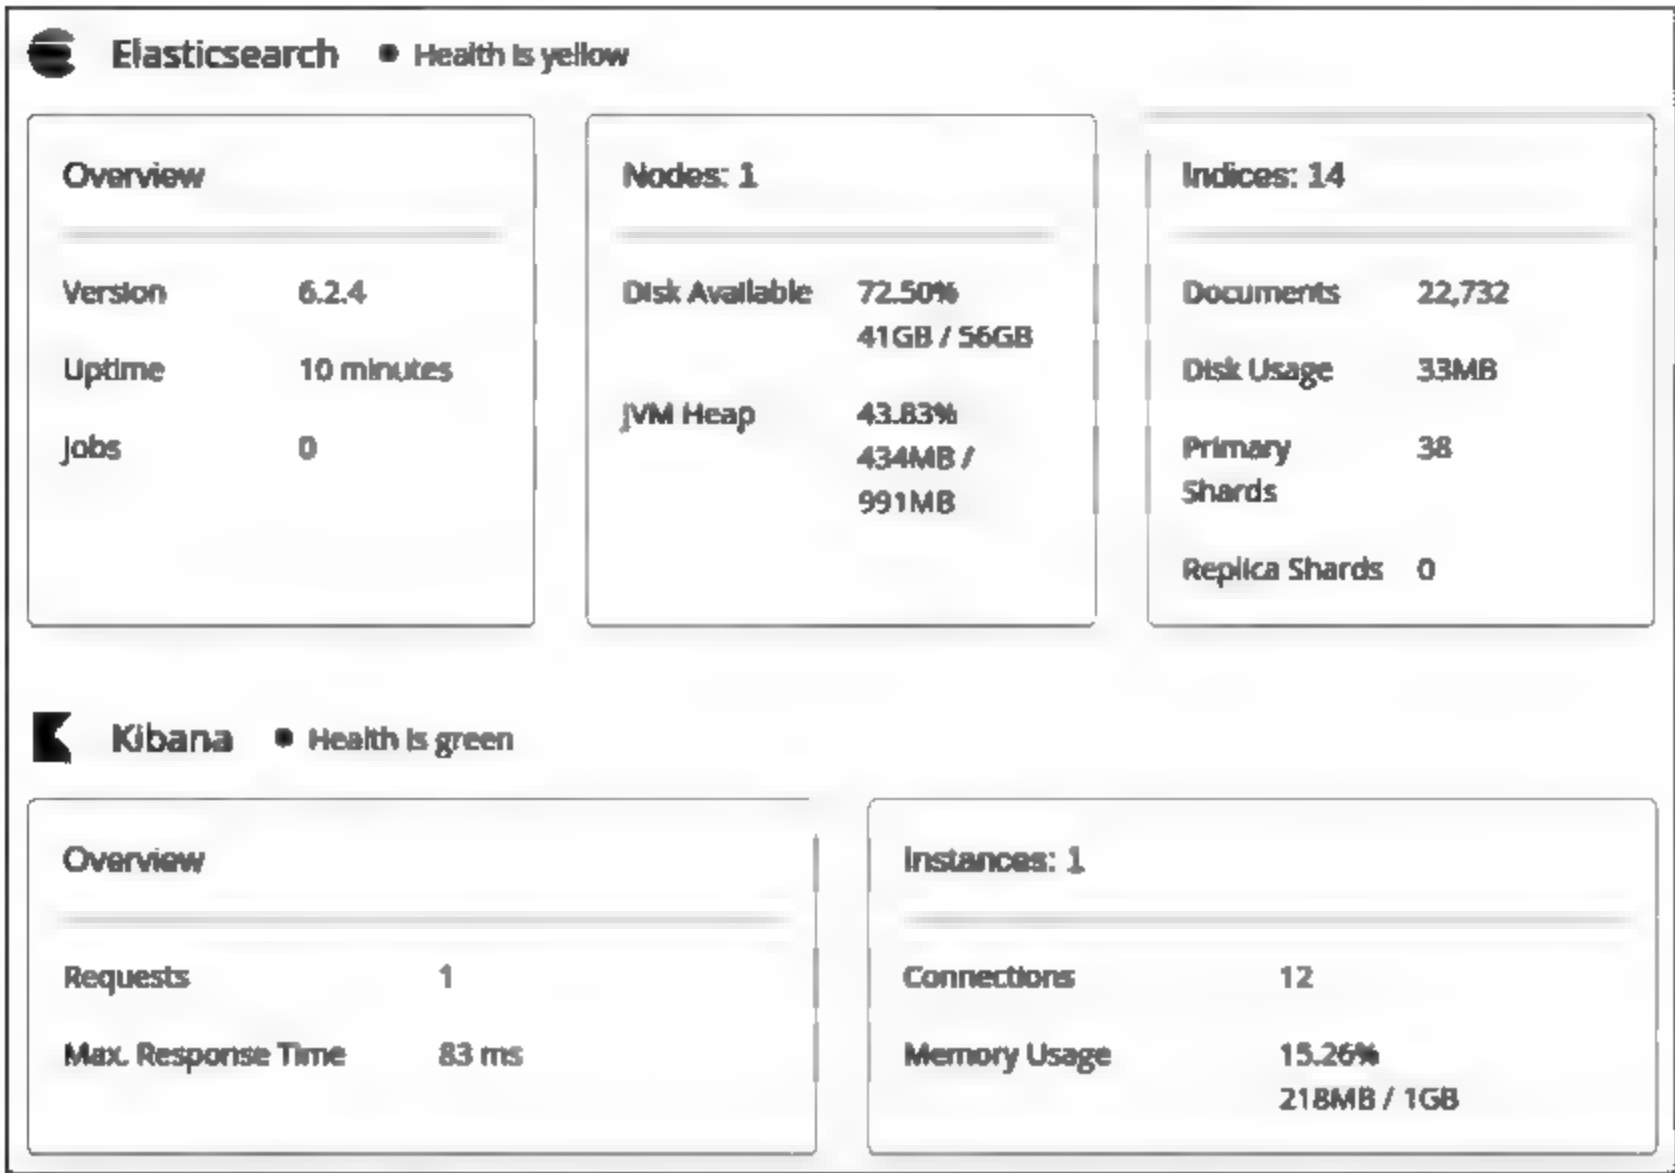 Elasticsearch Health is yellow
Overview
Version 6.2.4
Uptime 10 minutes
Jobs 0
Nodes: 1
Disk Available 72.50%
41GB / 56GB
JVM Heap 43.83%
434MB /
991MB
Indices: 14
Documents 22,732
Disk Usage 33MB
Primary 38
Shards
Replica Shards 0
Kibana Health is green
Overview
Requests 1
Max. Response Time 83 ms
Instances: 1
Connections 12
Memory Usage 15.26%
218MB / 1GB